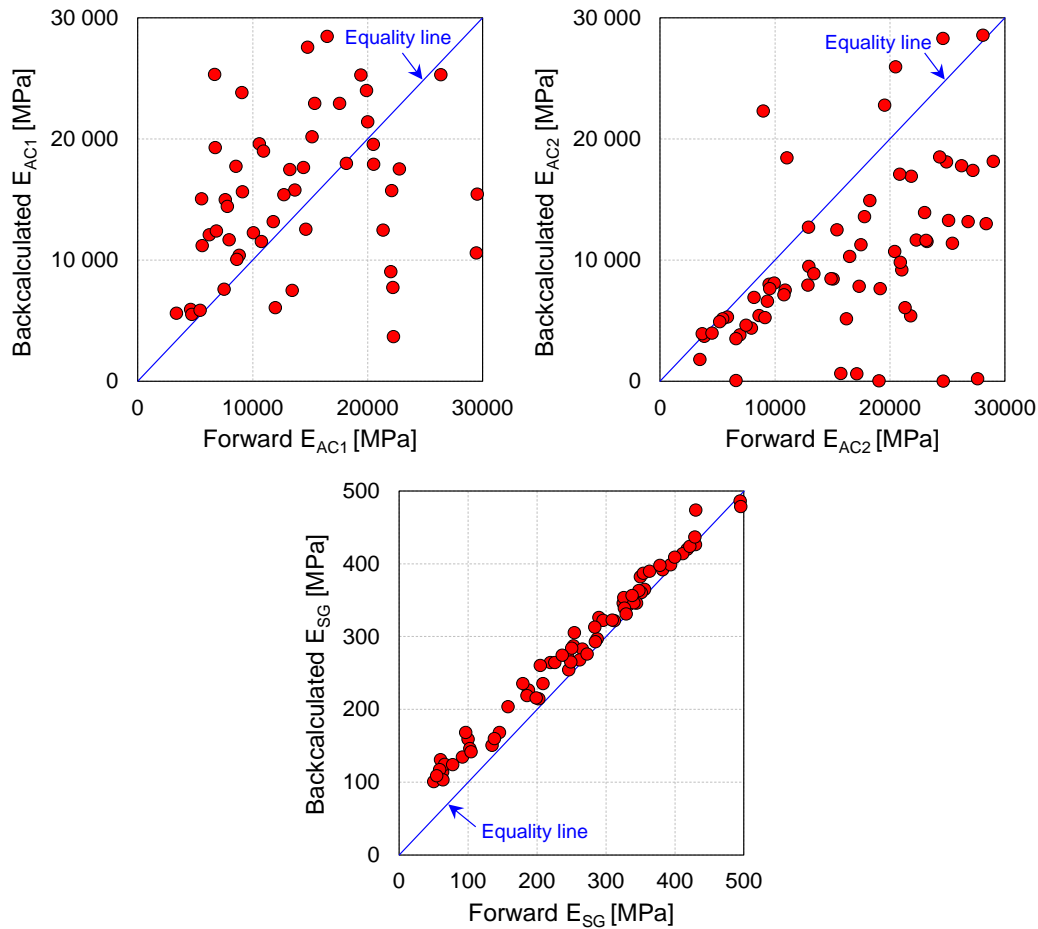 30 000
20 000
10 000
0
Backcalculated E_AC1 [MPa]
Equality line
0 10000 20000 30000
Forward E_AC1 [MPa]
30 000
20 000
10 000
0
Backcalculated E_AC2 [MPa]
Equality line
0 10000 20000 30000
Forward E_AC2 [MPa]
500
400
300
200
100
0
Backcalculated E_SG [MPa]
Equality line
0 100 200 300 400 500
Forward E_SG [MPa]